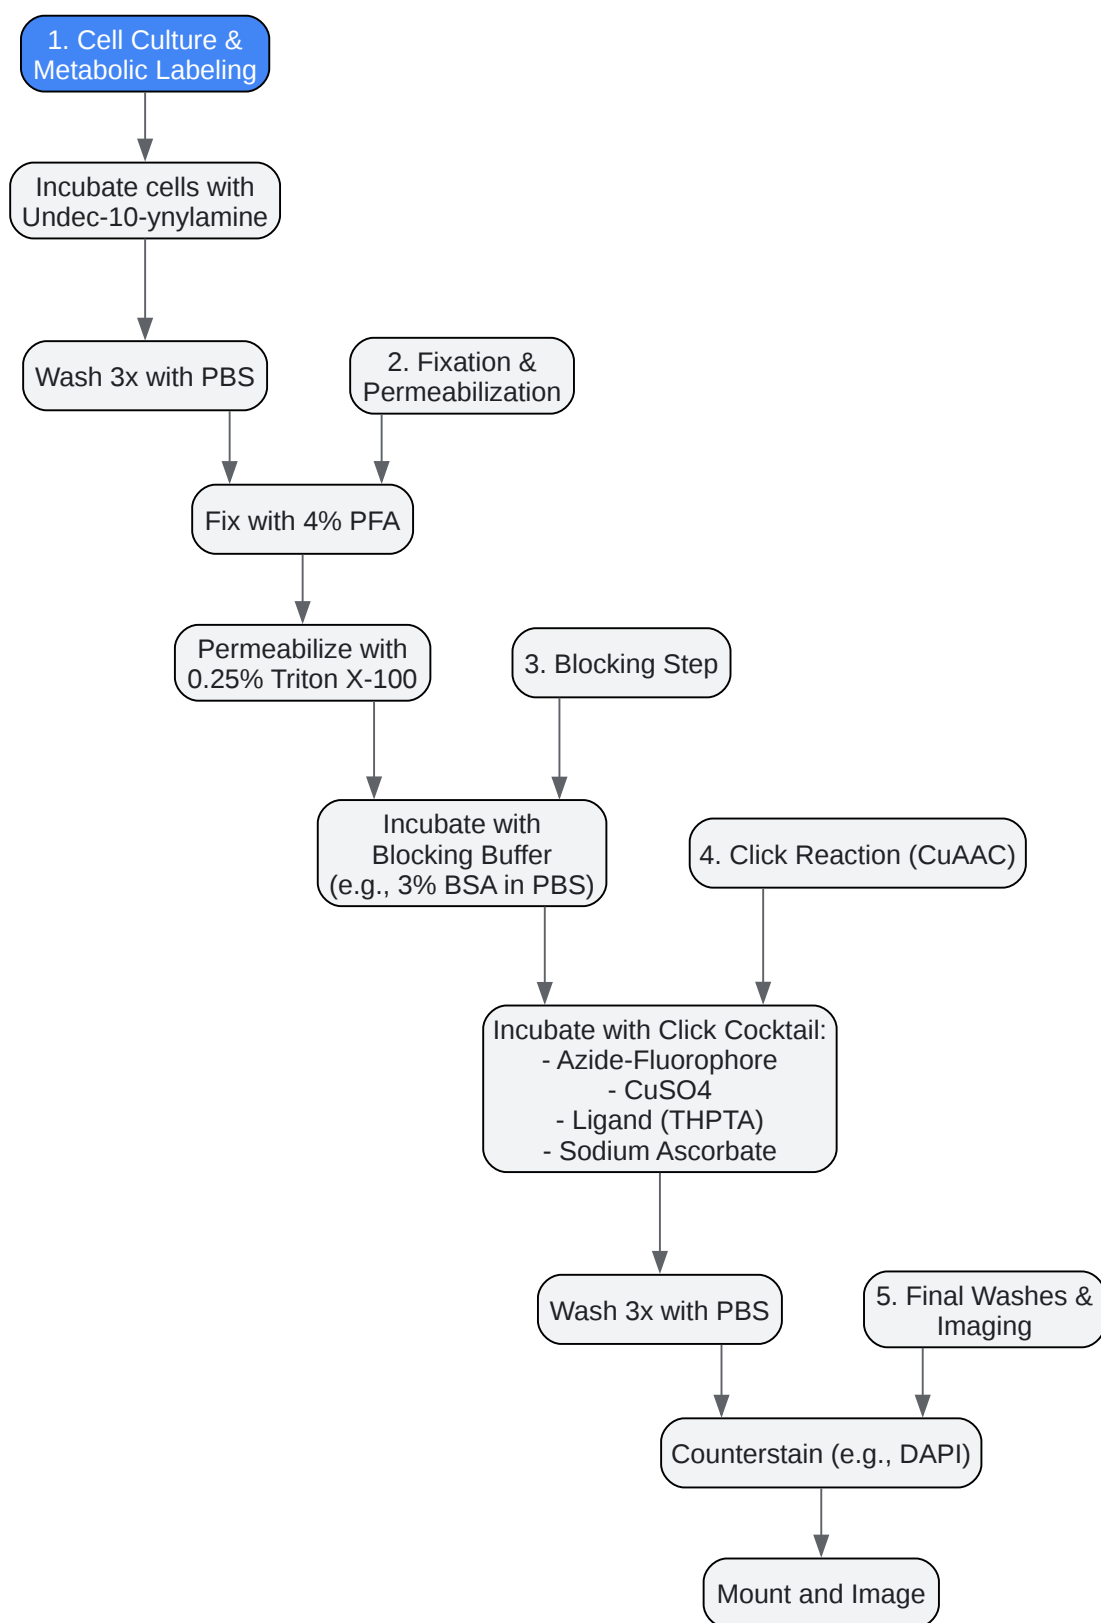 1. Cell Culture &
Metabolic Labeling
Incubate cells with
Undec-10-ynylamine
Wash 3x with PBS
2. Fixation &
Permeabilization
Fix with 4% PFA
Permeabilize with
0.25% Triton X-100
3. Blocking Step
Incubate with
Blocking Buffer
(e.g., 3% BSA in PBS)
4. Click Reaction (CuAAC)
Incubate with Click Cocktail:
- Azide-Fluorophore
- CuSO4
- Ligand (THPTA)
- Sodium Ascorbate
Wash 3x with PBS
5. Final Washes &
Imaging
Counterstain (e.g., DAPI)
Mount and Image